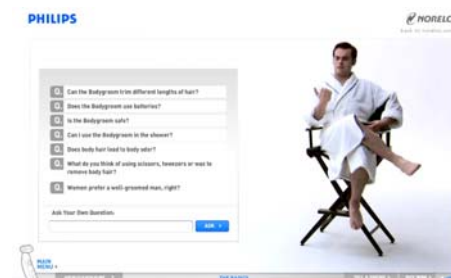 PHILIPS
NORELCO
Q. Can the Bodygroom trim different lengths of hair?
Q. Does the Bodygroom use batteries?
Q. Is the Bodygroom safe?
Q. Can I use the Bodygroom in the shower?
Q. Does body hair lead to body odor?
Q. What do you think of using scissors, tweezers or wax to
remove body hair?
Q. Women prefer a well-groomed man, right?
Ask Your Own Question:
ASK
MAIN
MENU